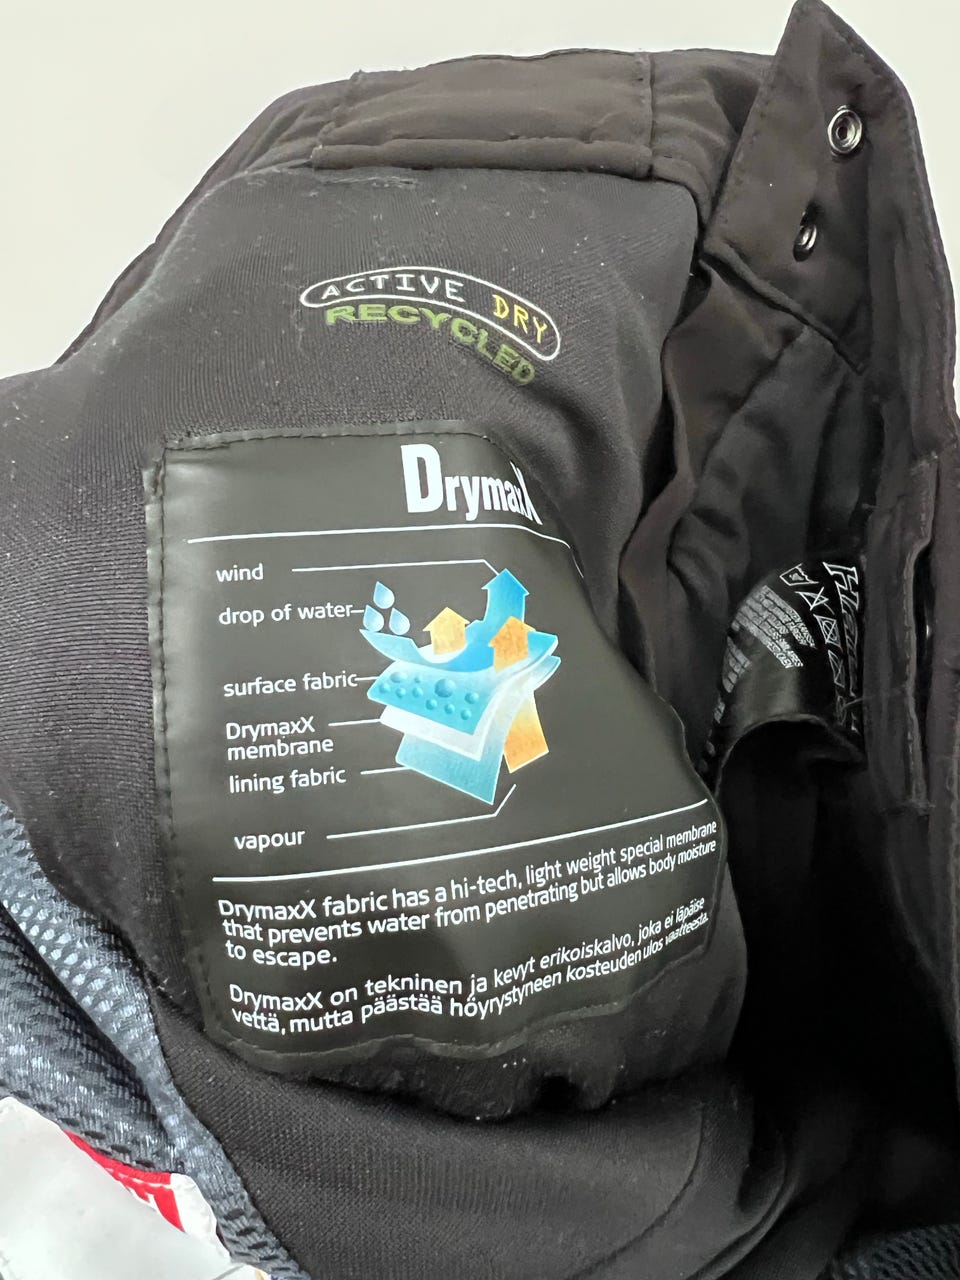 ACTIVE DRY
RECYCLED
DrymaxX
wind
drop of water
surface fabric
DrymaxX
membrane
lining fabric
vapour
DrymaxX fabric has a hi-tech, light weight special membrane
that prevents water from penetrating but allows body moisture
to escape.
DrymaxX on tekninen ja kevyt erikoiskalvo, joka ei läpäise
vettä, mutta päästää höyrystyneen kosteuden ulos vaatteesta.